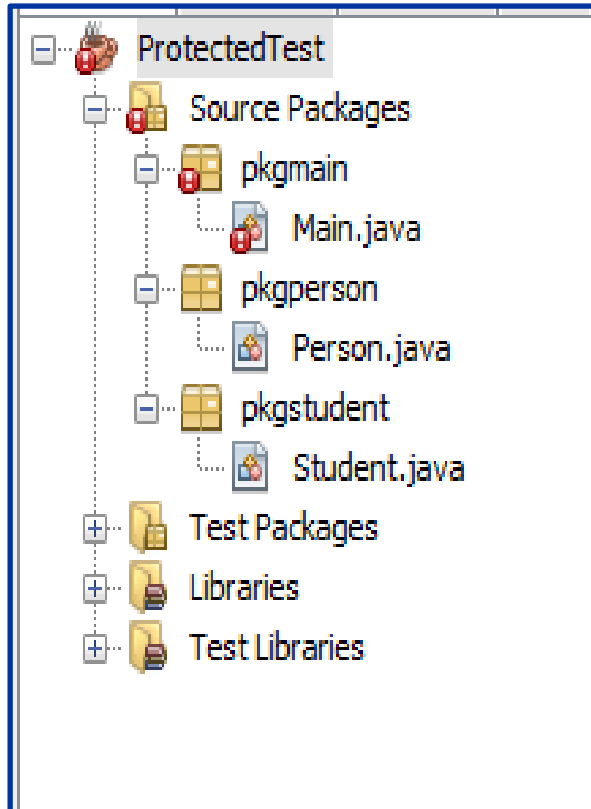 ProtectedTest
Source Packages
pkgmain
Main.java
pkgperson
Person.java
pkgstudent
Student.java
Test Packages
Libraries
Test Libraries